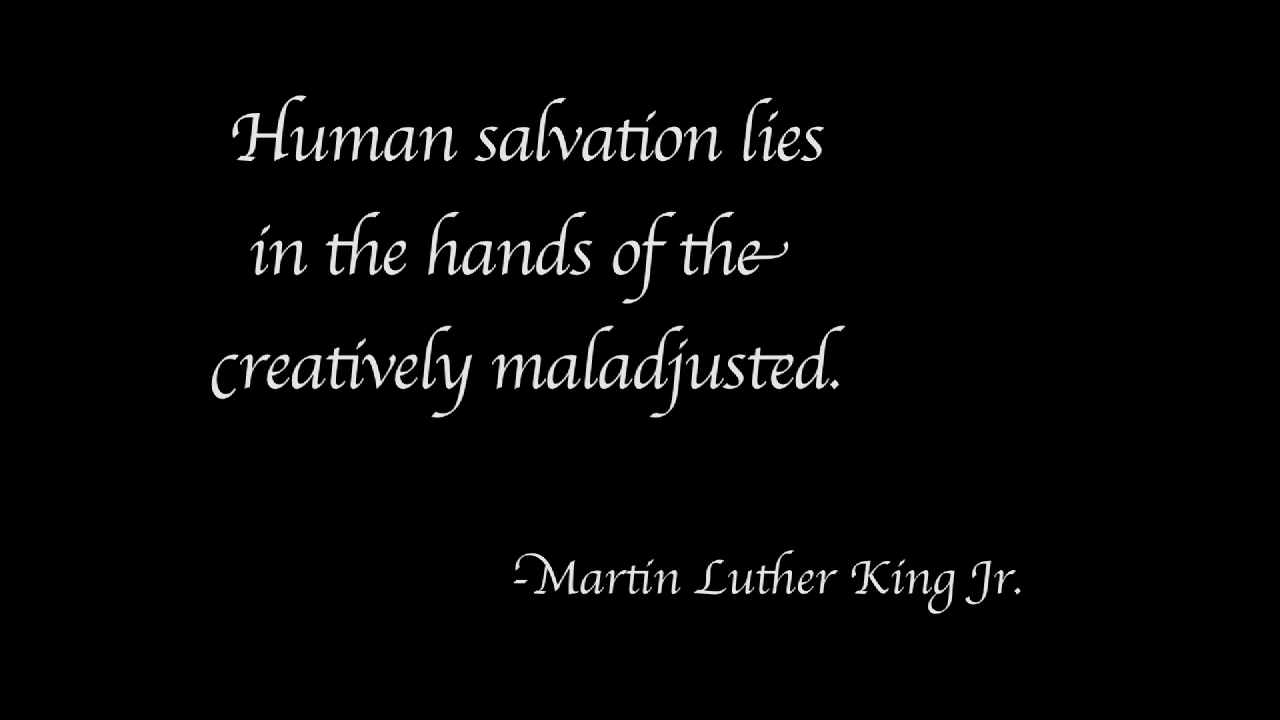 Human salvation lies
in the hands of the
creatively maladjusted.
-Martin Luther King Jr.